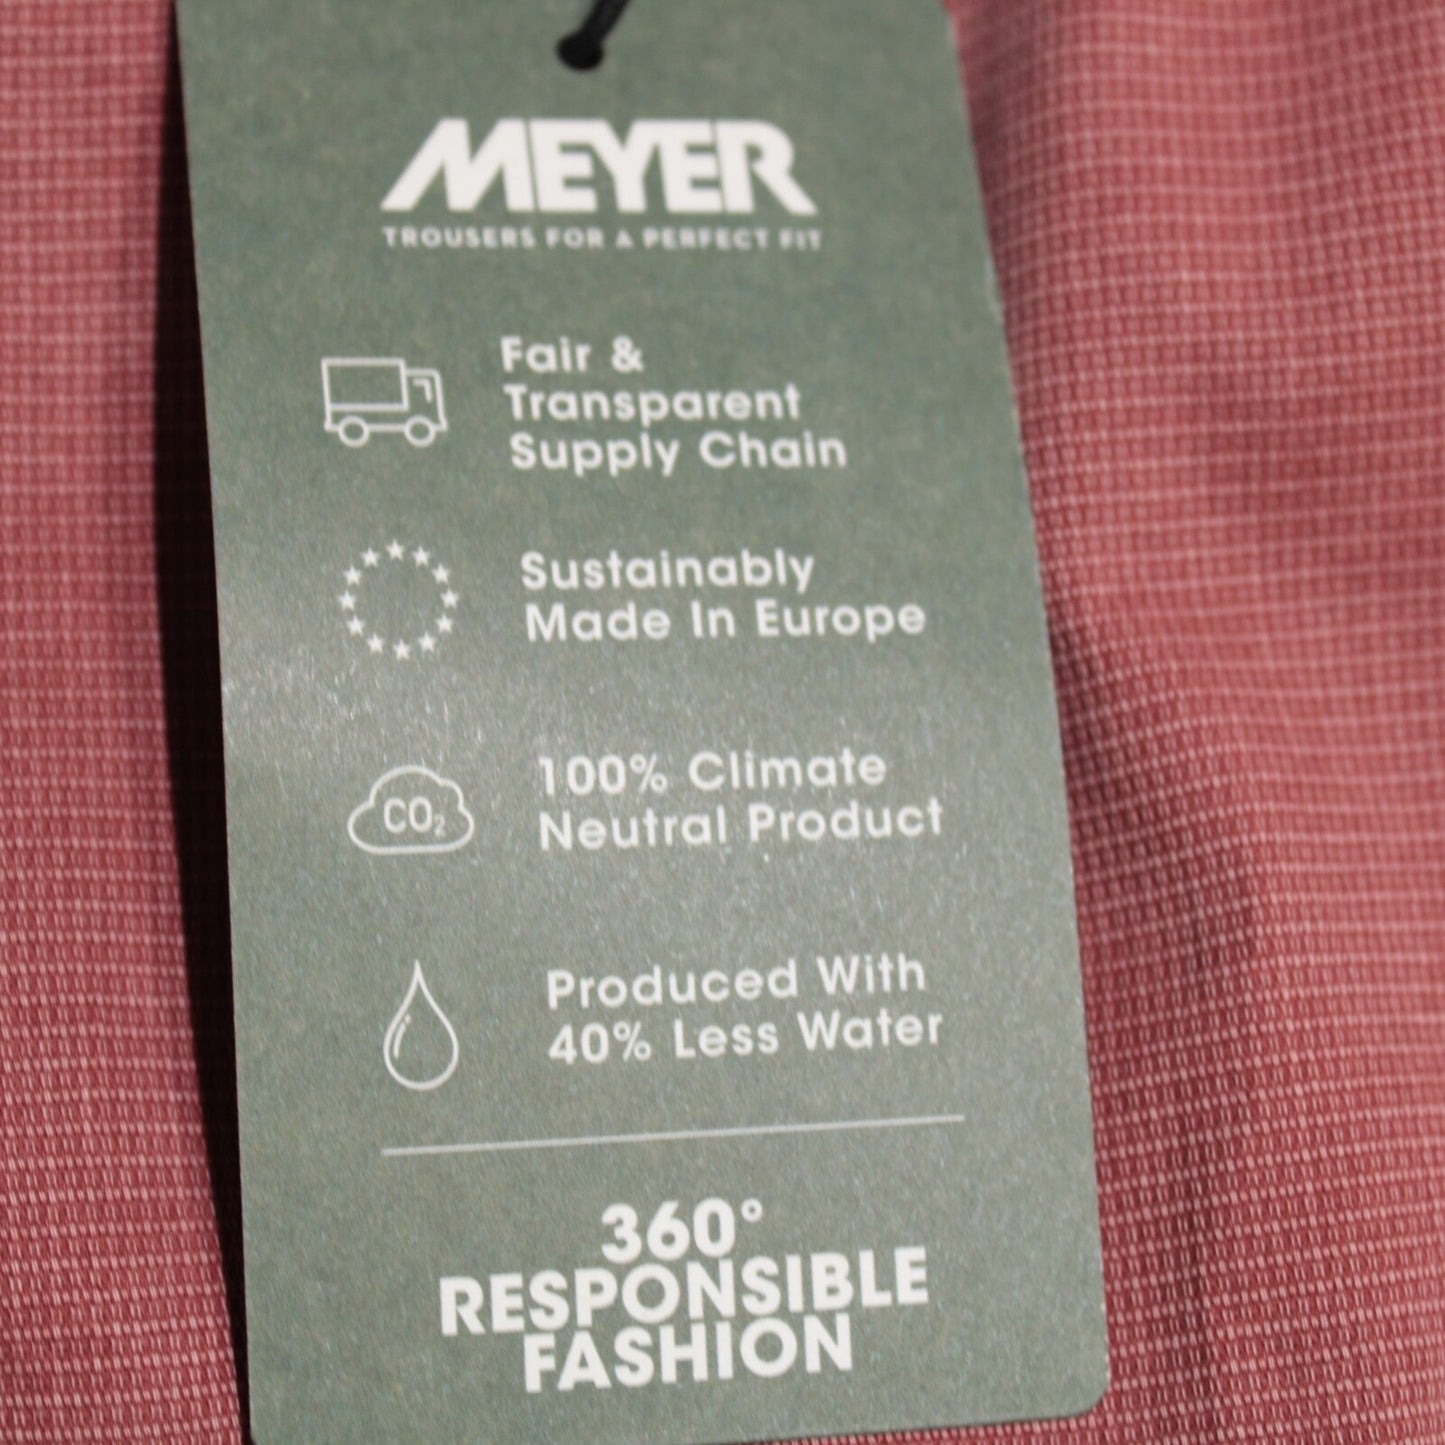 MEYER
TROUSERS FOR A PERFECT FIT
Fair &
Transparent
Supply Chain
Sustainably
Made In Europe
CO₂
100% Climate
Neutral Product
Produced With
40% Less Water
360°
RESPONSIBLE
FASHION